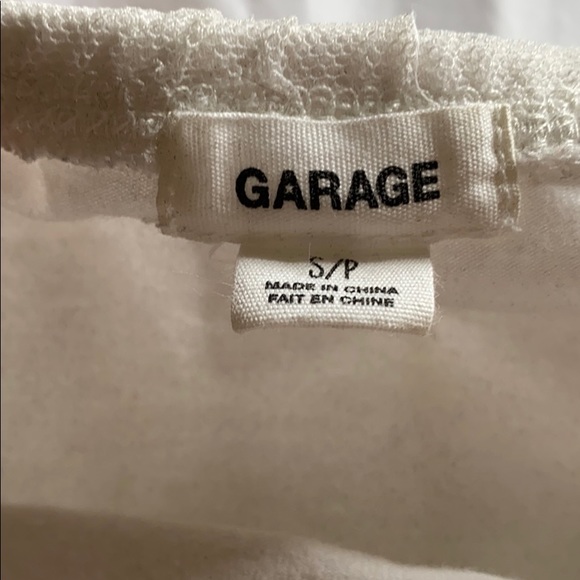 GARAGE
S/P
MADE IN CHINA
FAIT EN CHINE